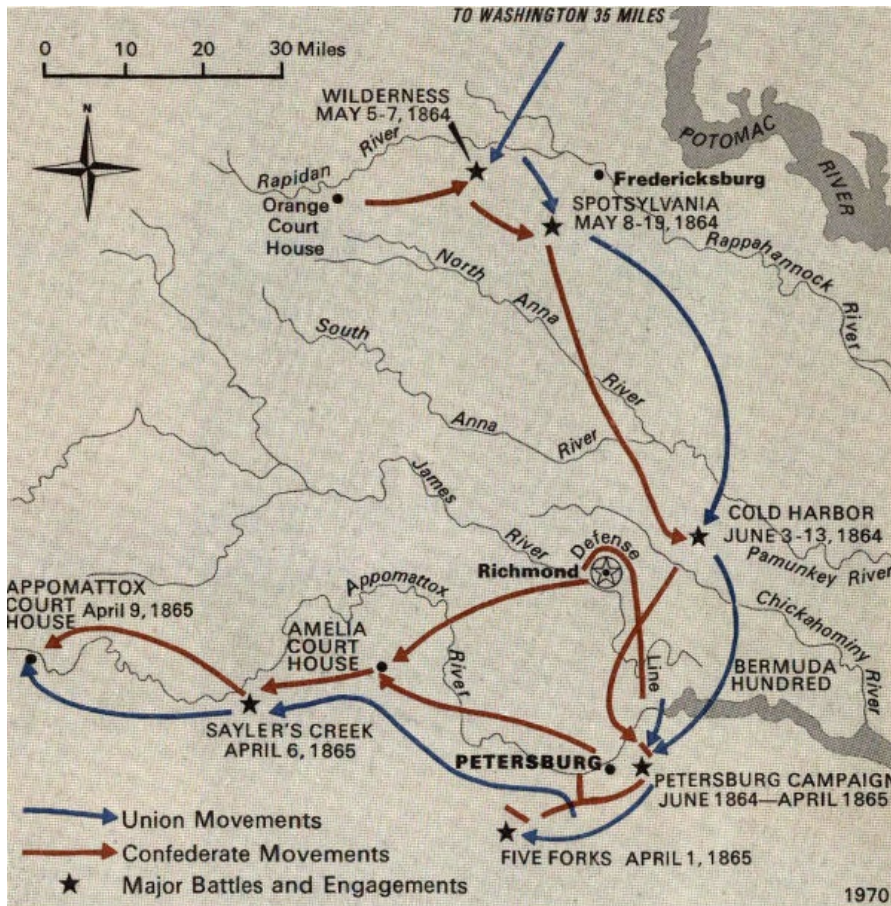 TO WASHINGTON 35 MILES
0 10 20 30 Miles
N
WILDERNESS
MAY 5-7, 1864
POTOMAC
RIVER
Rapidan River
Fredericksburg
Orange
Court
House
SPOTSYLVANIA
MAY 8-19, 1864
Rappahannock River
North Anna River
South Anna River
James River
COLD HARBOR
JUNE 3-13, 1864
Defense Line
Richmond
Pamunkey River
Appomattox River
Chickahominy River
APPOMATTOX
COURT
HOUSE April 9, 1865
AMELIA
COURT
HOUSE
BERMUDA
HUNDRED
SAYLER'S CREEK
APRIL 6, 1865
PETERSBURG
PETERSBURG CAMPAIGN
JUNE 1864—APRIL 1865
FIVE FORKS APRIL 1, 1865
Union Movements
Confederate Movements
Major Battles and Engagements
1970